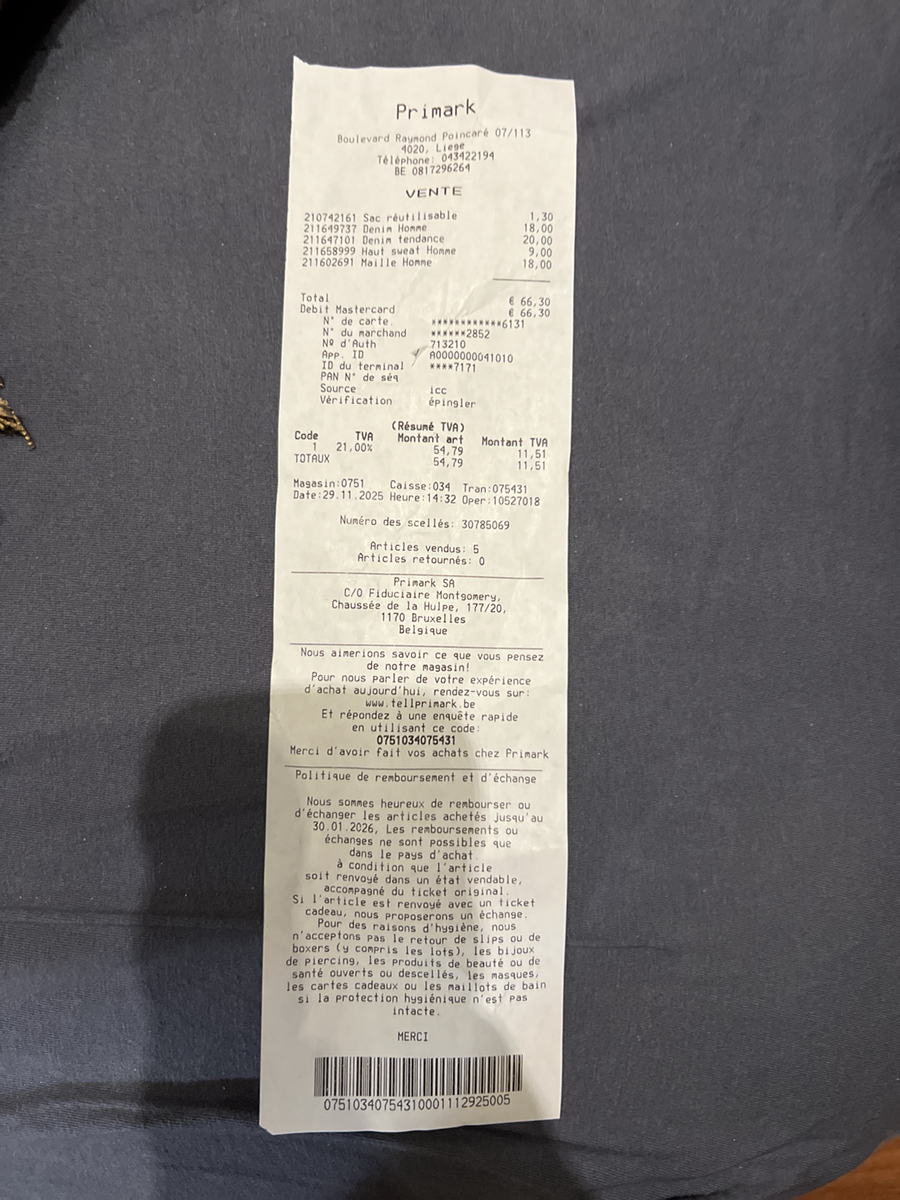 Primark
Boulevard Raymond Poincaré 07/113
4020, Liege
Téléphone: 043422194
BE 0817296264
VENTE
210742161 Sac réutilisable 1,30
211649737 Denim Homme 18,00
211647101 Denim tendance 20,00
211658999 Haut sweat Homme 9,00
211602691 Maille Homme 18,00
Total € 66,30
Debit Mastercard € 66,30
N° de carte. ************6131
N° du marchand ******2852
Nº d'Auth 713210
App. ID A0000000041010
ID du terminal ****7171
PAN N° de séq
Source icc
Vérification épingler
(Résumé TVA)
Code TVA Montant art Montant TVA
1 21,00% 54,79 11,51
TOTAUX 54,79 11,51
Magasin:0751 Caisse:034 Tran:075431
Date:29.11.2025 Heure:14:32 Oper:10527018
Numéro des scellés: 30785069
Articles vendus: 5
Articles retournés: 0
Primark SA
C/O Fiduciaire Montgomery,
Chaussée de la Hulpe, 177/20,
1170 Bruxelles
Belgique
Nous aimerions savoir ce que vous pensez
de notre magasin!
Pour nous parler de votre expérience
d'achat aujourd'hui, rendez-vous sur:
www.tellprimark.be
Et répondez à une enquête rapide
en utilisant ce code:
0751034075431
Merci d'avoir fait vos achats chez Primark
Politique de remboursement et d'échange
Nous sommes heureux de rembourser ou
d'échanger les articles achetés jusqu'au
30.01.2026, Les remboursements ou
échanges ne sont possibles que
dans le pays d'achat.
à condition que l'article
soit renvoyé dans un état vendable,
accompagné du ticket original.
Si l'article est renvoyé avec un ticket
cadeau, nous proposerons un échange.
Pour des raisons d'hygiène, nous
n'acceptons pas le retour de slips ou de
boxers (y compris les lots), les bijoux
de piercing, les produits de beauté ou de
santé ouverts ou descellés, les masques,
les cartes cadeaux ou les maillots de bain
si la protection hygiénique n'est pas
intacte.
MERCI
07510340754310001112925005